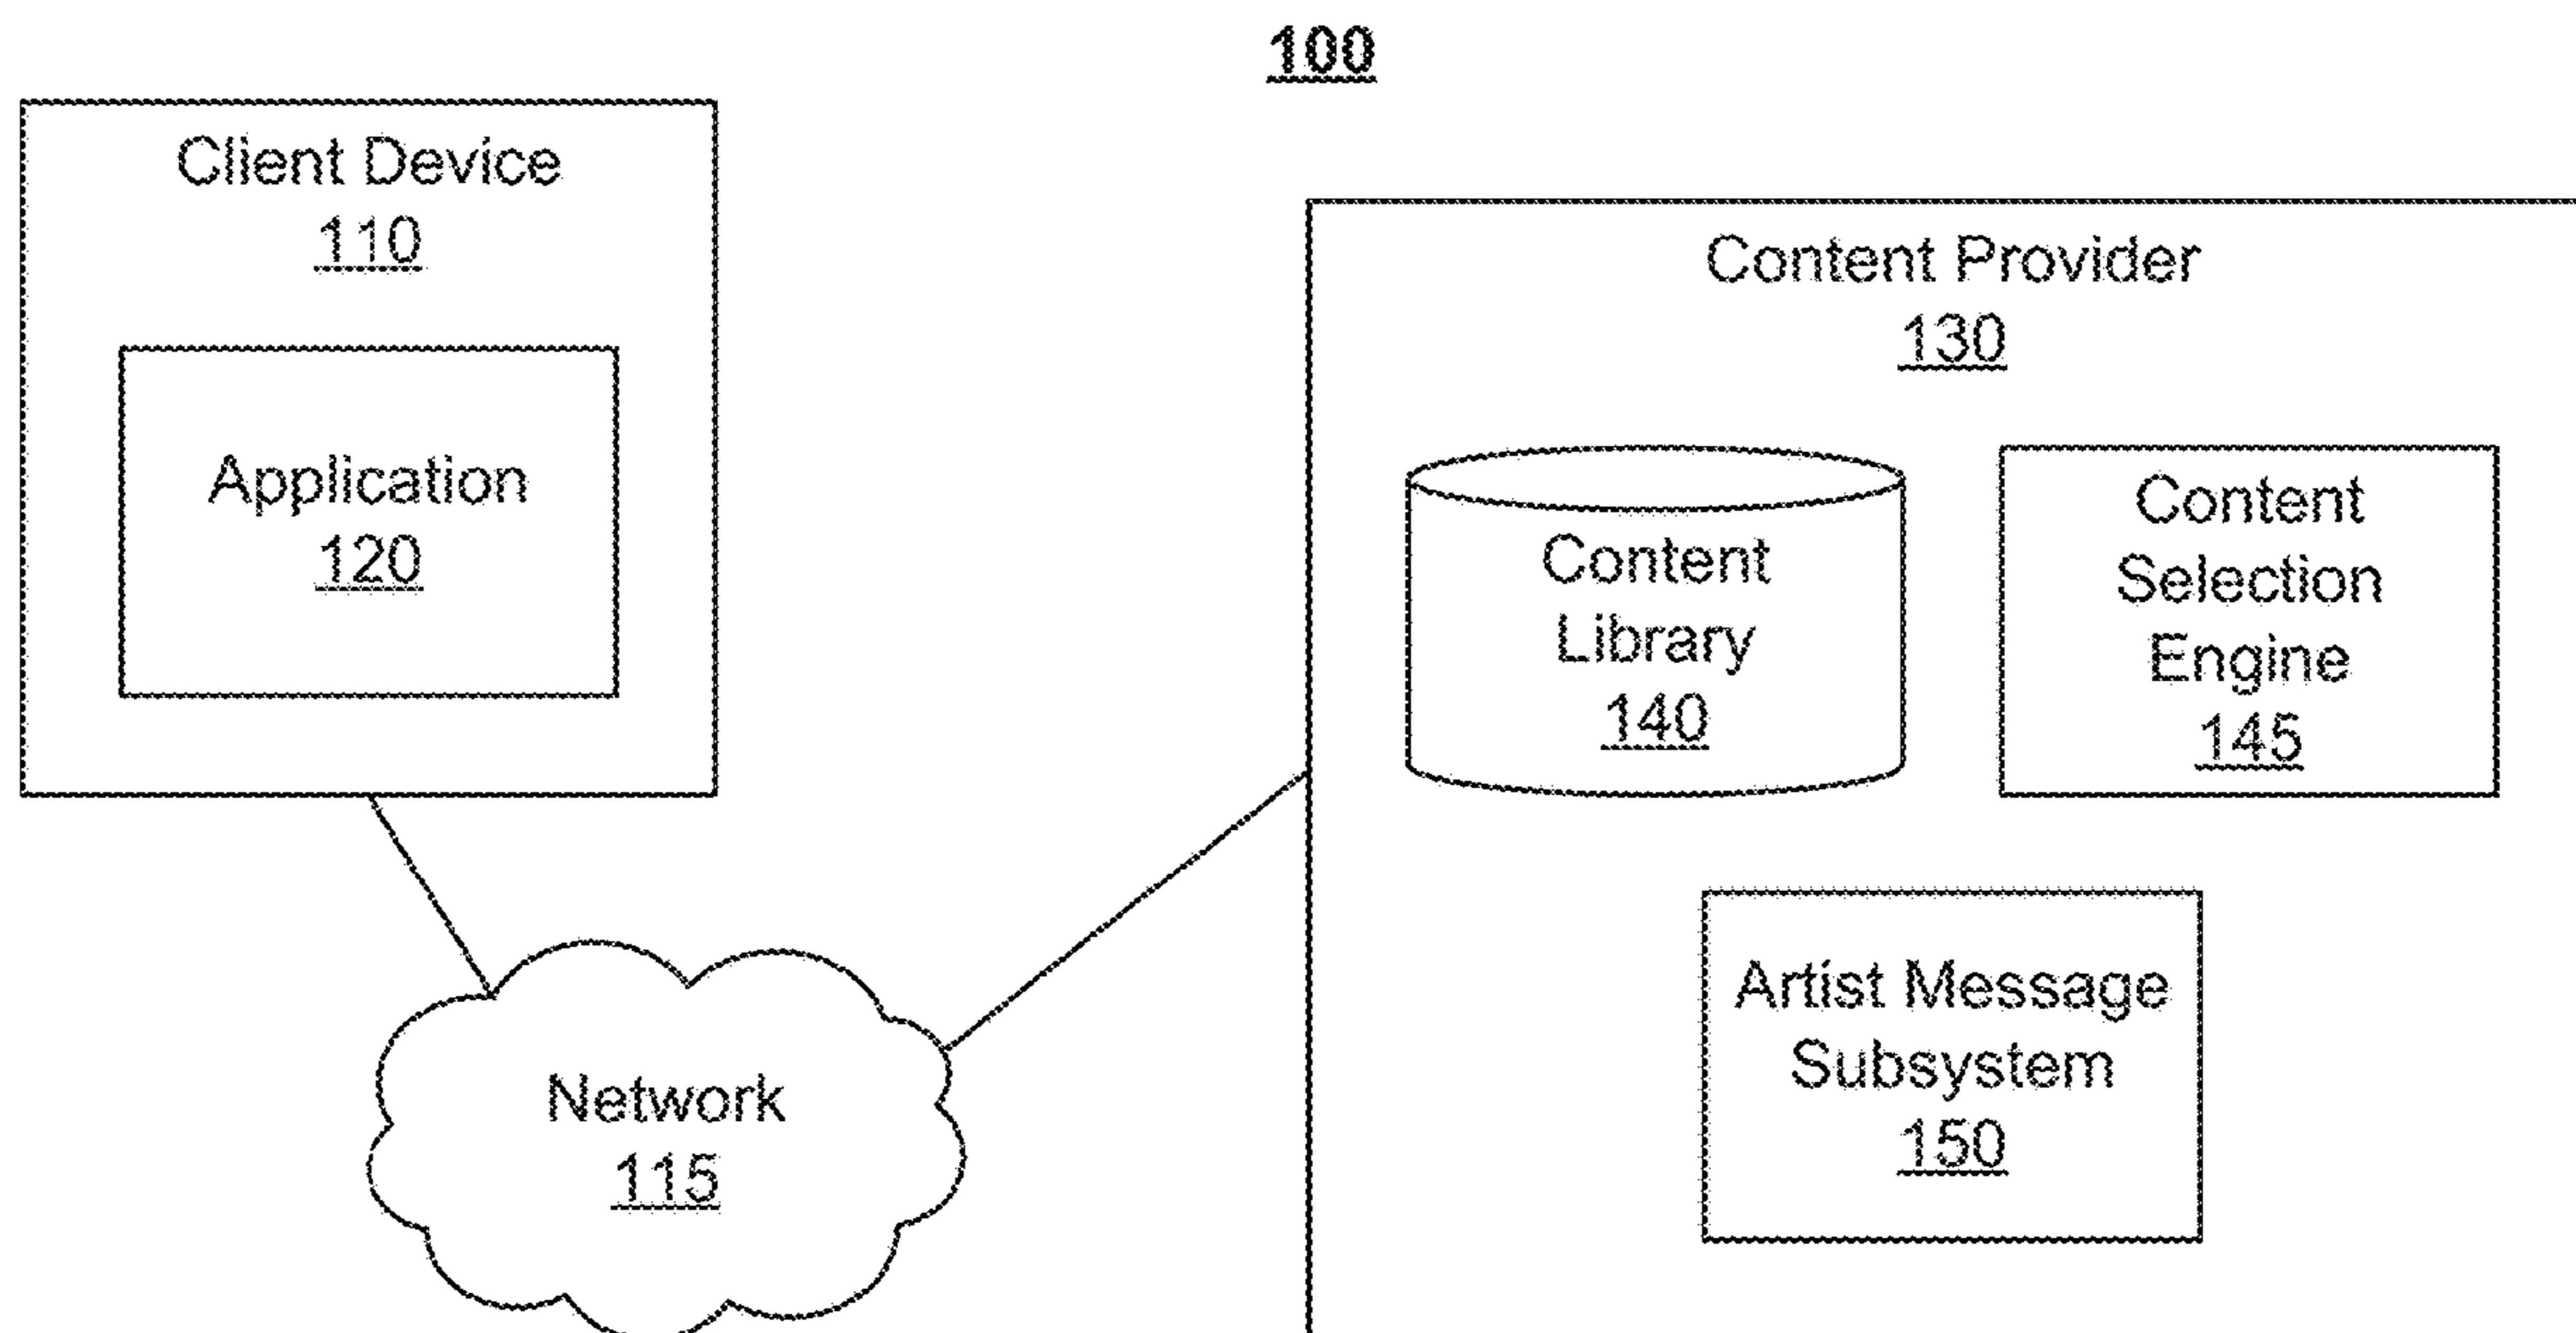 100
Client Device
110
Application
120
Network
115
Content Provider
130
Content
Library
140
Content
Selection
Engine
145
Artist Message
Subsystem
150